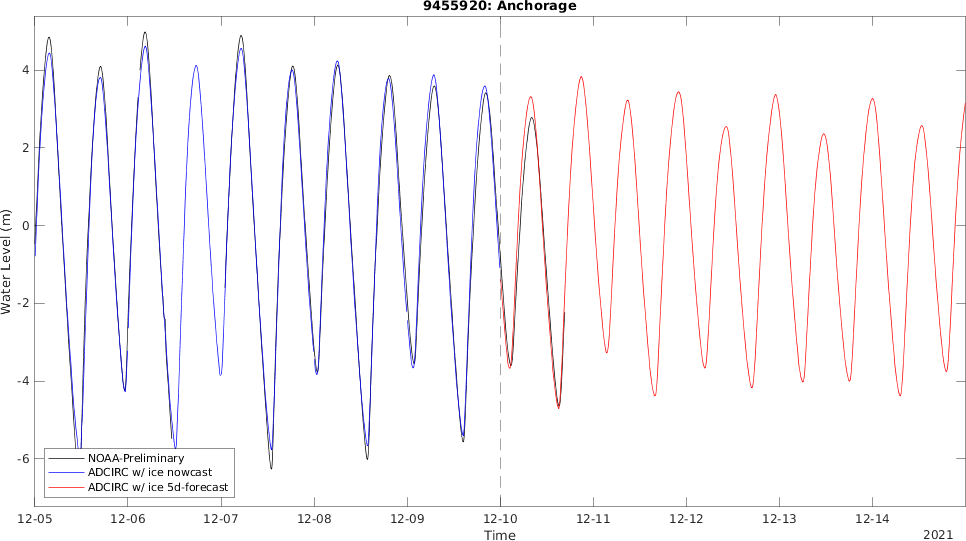 9455920: Anchorage
Water Level (m)
4
2
0
-2
-4
-6
NOAA-Preliminary
ADCIRC w/ ice nowcast
ADCIRC w/ ice 5d-forecast
12-05 12-06 12-07 12-08 12-09 12-10 12-11 12-12 12-13 12-14
Time
2021